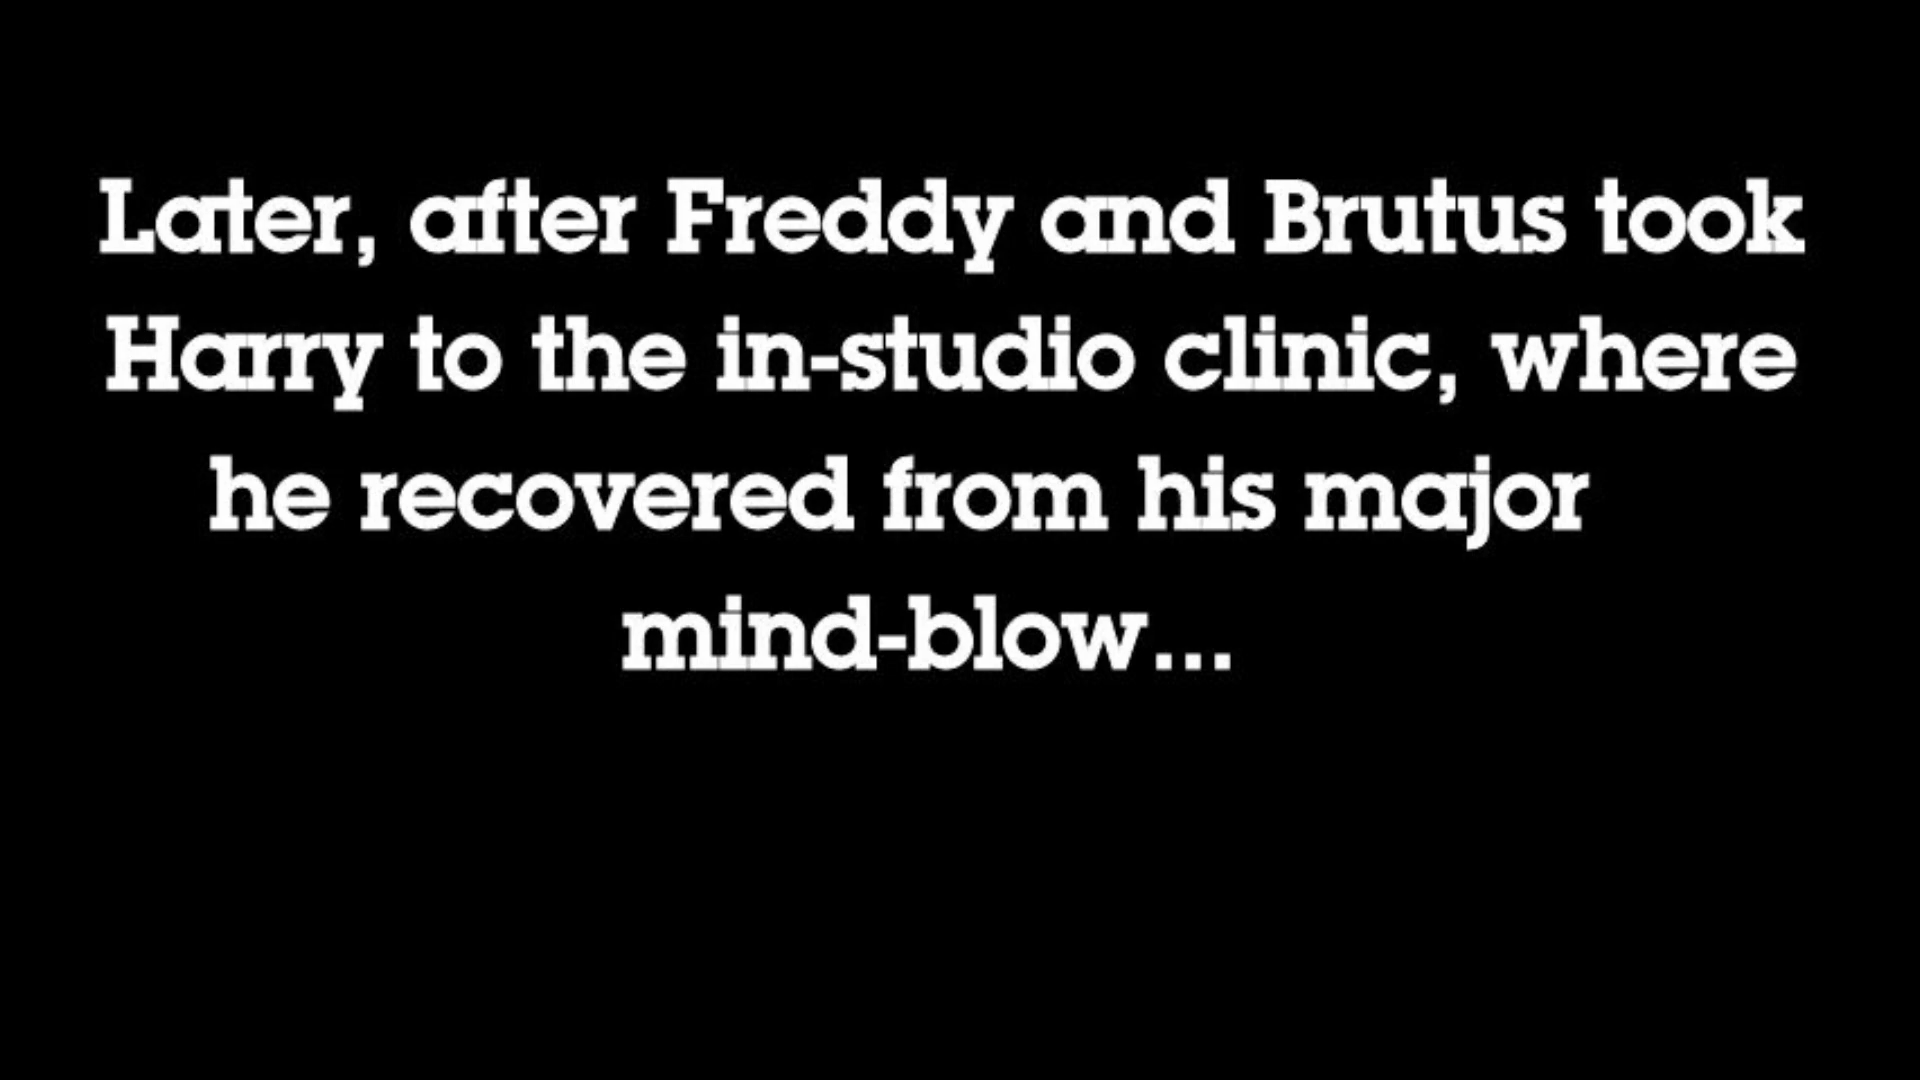 Later, after Freddy and Brutus took
Harry to the in-studio clinic, where
he recovered from his major
mind-blow...